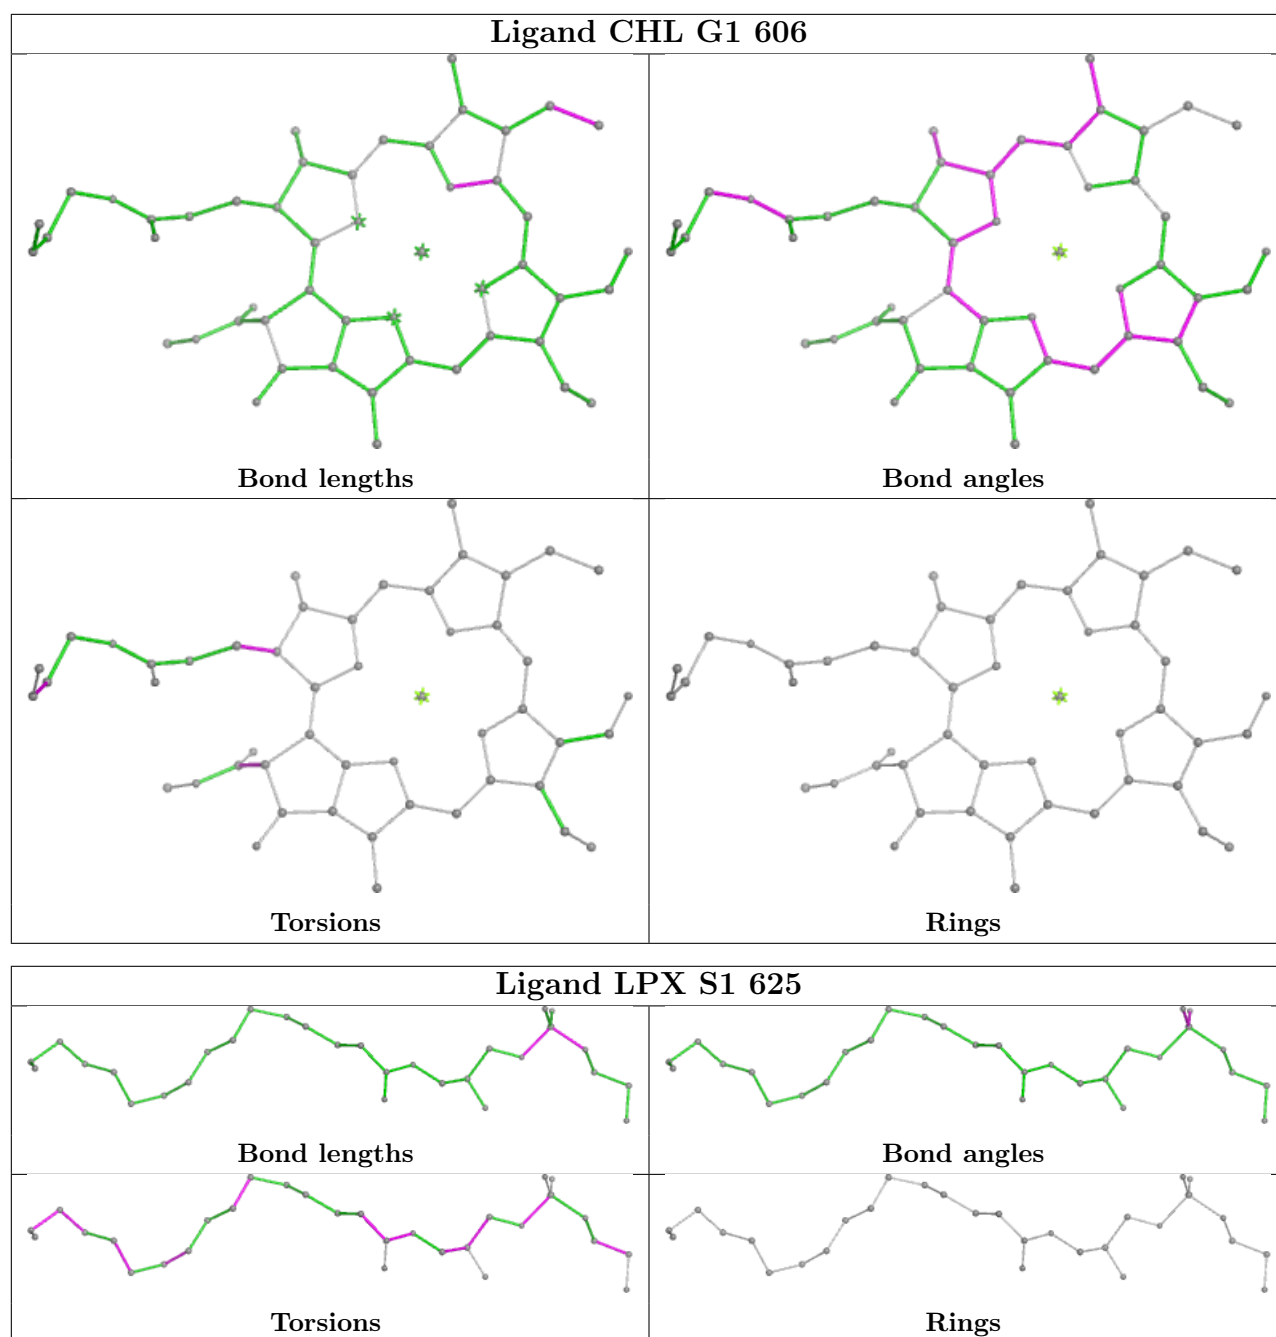 Ligand CHL G1 606
Bond lengths
Bond angles
Torsions
Rings
Ligand LPX S1 625
Bond lengths
Bond angles
Torsions
Rings